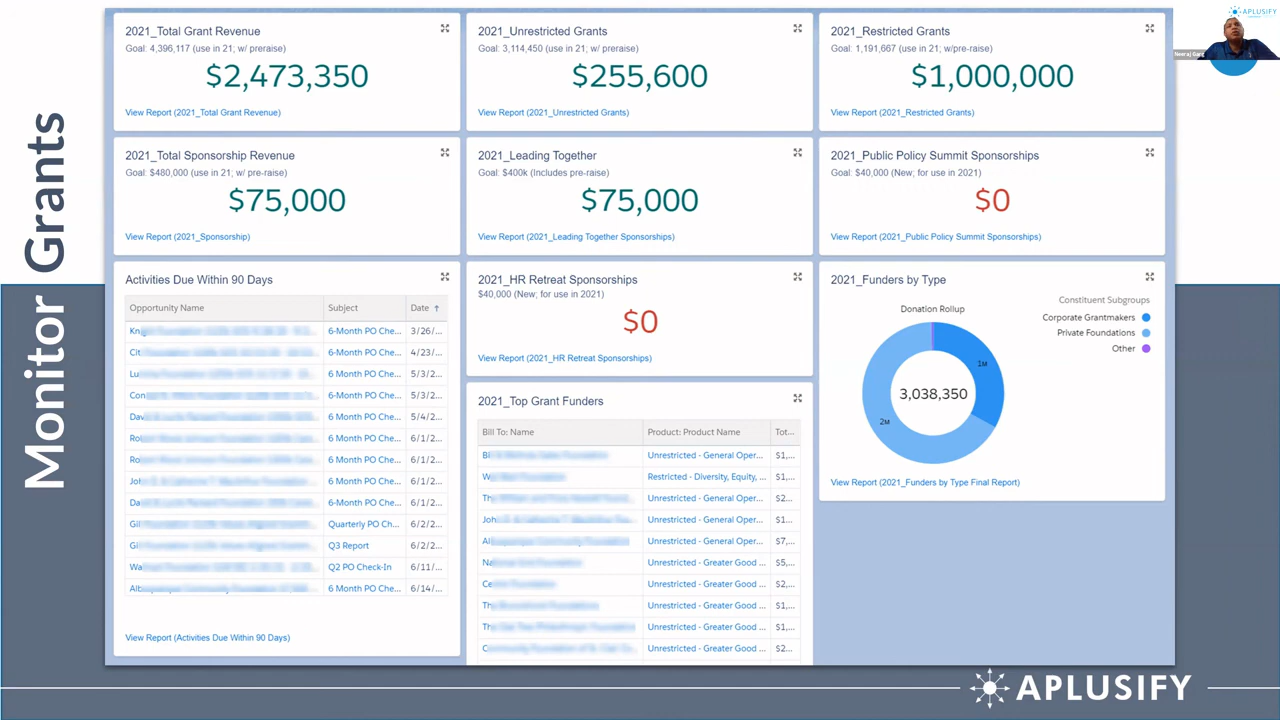 Monitor Grants
2021_Total Grant Revenue
Goal: 4,396,117 (use in 21; w/ preraise)
$2,473,350
View Report (2021_Total Grant Revenue)
2021_Unrestricted Grants
Goal: 3,114,450 (use in 21; w/ preraise)
$255,600
View Report (2021_Unrestricted Grants)
2021_Restricted Grants
Goal: 1,191,667 (use in 21; w/pre-raise)
$1,000,000
View Report (2021_Restricted Grants)
APLUSIFY
Neeraj Garg
2021_Total Sponsorship Revenue
Goal: $480,000 (use in 21; w/ pre-raise)
$75,000
View Report (2021_Sponsorship)
2021_Leading Together
Goal: $400k (Includes pre-raise)
$75,000
View Report (2021_Leading Together Sponsorships)
2021_Public Policy Summit Sponsorships
Goal: $40,000 (New; for use in 2021)
$0
View Report (2021_Public Policy Summit Sponsorships)
Activities Due Within 90 Days
Opportunity Name Subject Date ↑
6-Month PO Che... 3/26/...
6 Month PO Che... 4/23/...
6 Month PO Che... 5/3/2...
6 Month PO Che... 5/3/2...
6 Month PO Che... 5/4/2...
6 Month PO Che... 6/1/2...
6 Month PO Che... 6/1/2...
6-Month PO Che... 6/1/2...
6-Month PO Che... 6/1/2...
Quarterly PO Ch... 6/2/2...
Q3 Report 6/2/2...
Q2 PO Check-In 6/11/...
6 Month PO Che... 6/14/...
View Report (Activities Due Within 90 Days)
2021_HR Retreat Sponsorships
$40,000 (New; for use in 2021)
$0
View Report (2021_HR Retreat Sponsorships)
2021_Top Grant Funders
Bill To: Name Product: Product Name Tot...
Unrestricted - General Oper... $1,...
Restricted - Diversity, Equity, ... $1,...
Unrestricted - General Oper... $2...
Unrestricted - General Oper... $1...
Unrestricted - General Oper... $7,...
Unrestricted - Greater Good ... $5,...
Unrestricted - Greater Good ... $2,...
Unrestricted - Greater Good ... $1,...
Unrestricted - Greater Good ... $1,...
Unrestricted - Greater Good ... $2...
2021_Funders by Type
Donation Rollup
Constituent Subgroups
Corporate Grantmakers
Private Foundations
Other
1M
3,038,350
2M
View Report (2021_Funders by Type Final Report)
APLUSIFY